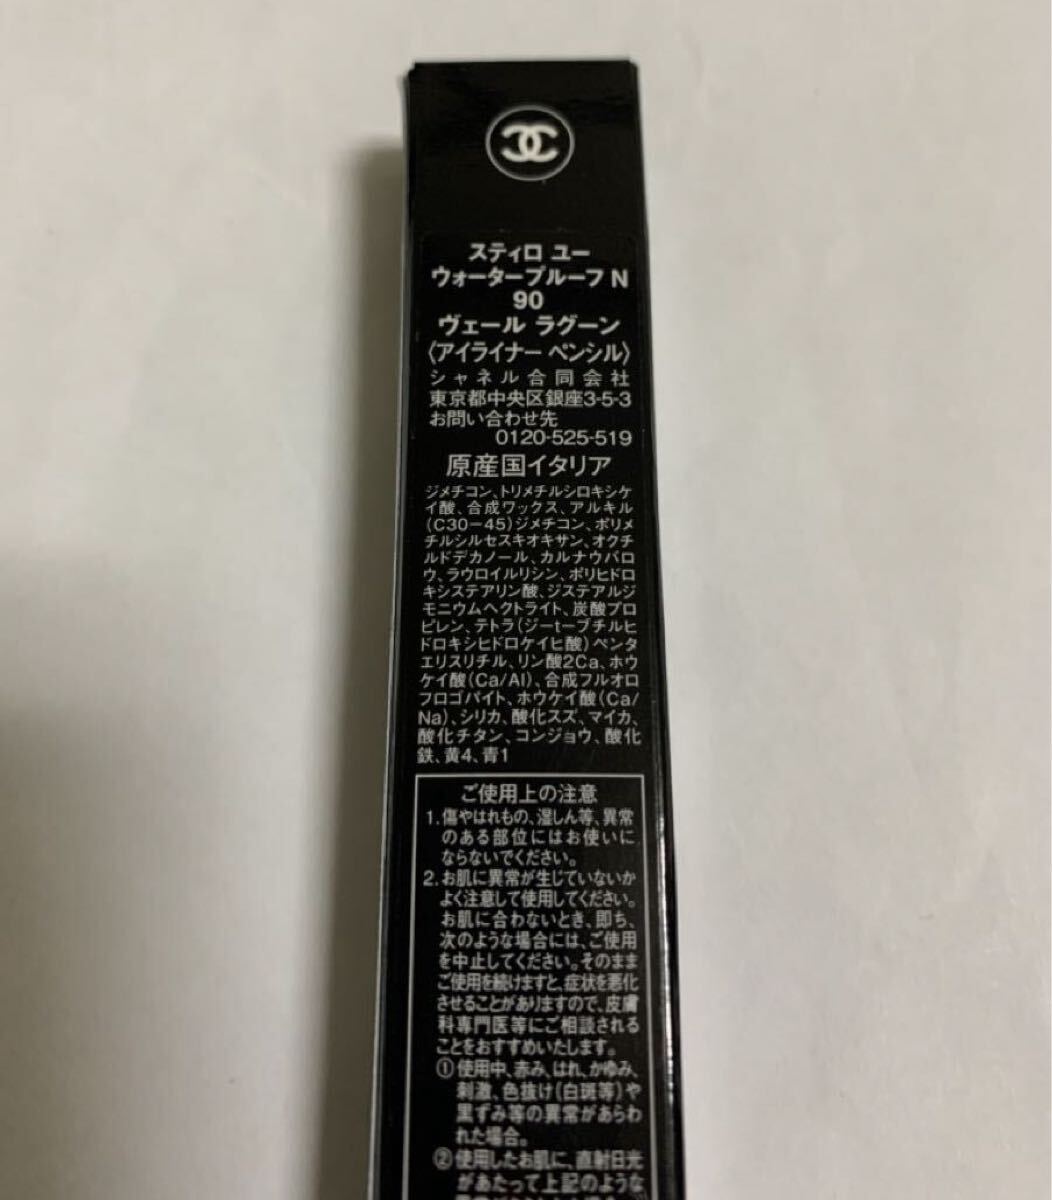 スティロ ユー
ウォータープルーフ N
90
ヴェール ラグーン
〈アイライナー ペンシル〉
シャネル合同会社
東京都中央区銀座3-5-3
お問い合わせ先
0120-525-519
原産国イタリア
ジメチコン、トリメチルシロキシケ
イ酸、合成ワックス、アルキル
(C30-45)ジメチコン、ポリメ
チルシルセスキオキサン、オクチ
ルドデカノール、カルナウバロ
ウ、ラウロイルリシン、ポリヒドロ
キシステアリン酸、ジステアルジ
モニウムヘクトライト、炭酸プロ
ピレン、テトラ(ジ-t-ブチルヒ
ドロキシヒドロケイヒ酸)ペンタ
エリスリチル、リン酸2Ca、ホウ
ケイ酸(Ca/Al)、合成フルオロ
フロゴパイト、ホウケイ酸(Ca/
Na)、シリカ、酸化スズ、マイカ、
酸化チタン、コンジョウ、酸化
鉄、黄4、青1
ご使用上の注意
1.傷やはれもの、湿しん等、異常
のある部位にはお使いに
ならないでください。
2.お肌に異常が生じていないか
よく注意して使用してください。
お肌に合わないとき、即ち、
次のような場合には、ご使用
を中止してください。そのまま
ご使用を続けますと、症状を悪化
させることがありますので、皮膚
科専門医等にご相談される
ことをおすすめいたします。
①使用中、赤み、はれ、かゆみ、
刺激、色抜け(白斑等)や
黒ずみ等の異常があらわ
れた場合。
②使用したお肌に、直射日光
があたって上記のような